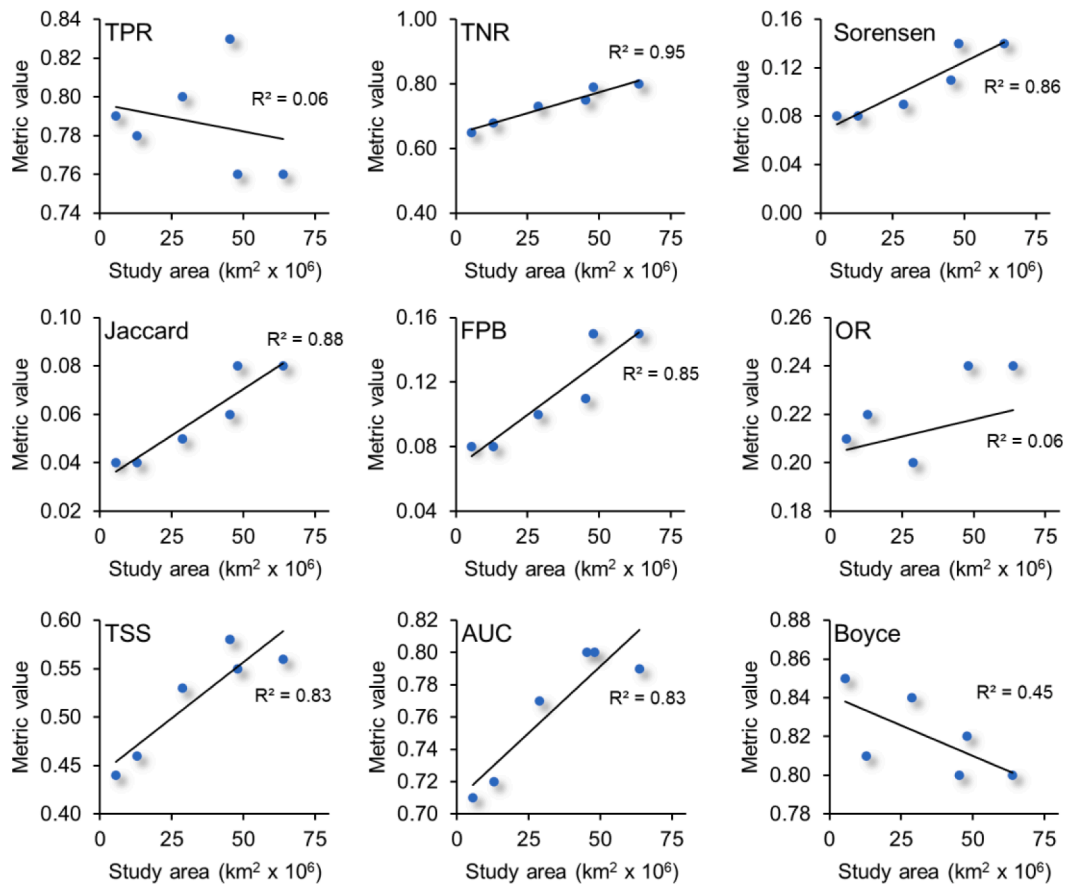 TPR
Metric value
0.84
0.82
0.80
0.78
0.76
0.74
R² = 0.06
0 25 50 75
Study area (km² x 10⁶)
TNR
Metric value
1.00
0.80
0.60
0.40
R² = 0.95
0 25 50 75
Study area (km² x 10⁶)
Sorensen
Metric value
0.16
0.12
0.08
0.04
0.00
R² = 0.86
0 25 50 75
Study area (km² x 10⁶)
Jaccard
Metric value
0.10
0.08
0.06
0.04
0.02
R² = 0.88
0 25 50 75
Study area (km² x 10⁶)
FPB
Metric value
0.16
0.12
0.08
0.04
R² = 0.85
0 25 50 75
Study area (km² x 10⁶)
OR
Metric value
0.26
0.24
0.22
0.20
0.18
R² = 0.06
0 25 50 75
Study area (km² x 10⁶)
TSS
Metric value
0.60
0.55
0.50
0.45
0.40
R² = 0.83
0 25 50 75
Study area (km² x 10⁶)
AUC
Metric value
0.82
0.80
0.78
0.76
0.74
0.72
0.70
R² = 0.83
0 25 50 75
Study area (km² x 10⁶)
Boyce
Metric value
0.88
0.86
0.84
0.82
0.80
0.78
R² = 0.45
0 25 50 75
Study area (km² x 10⁶)